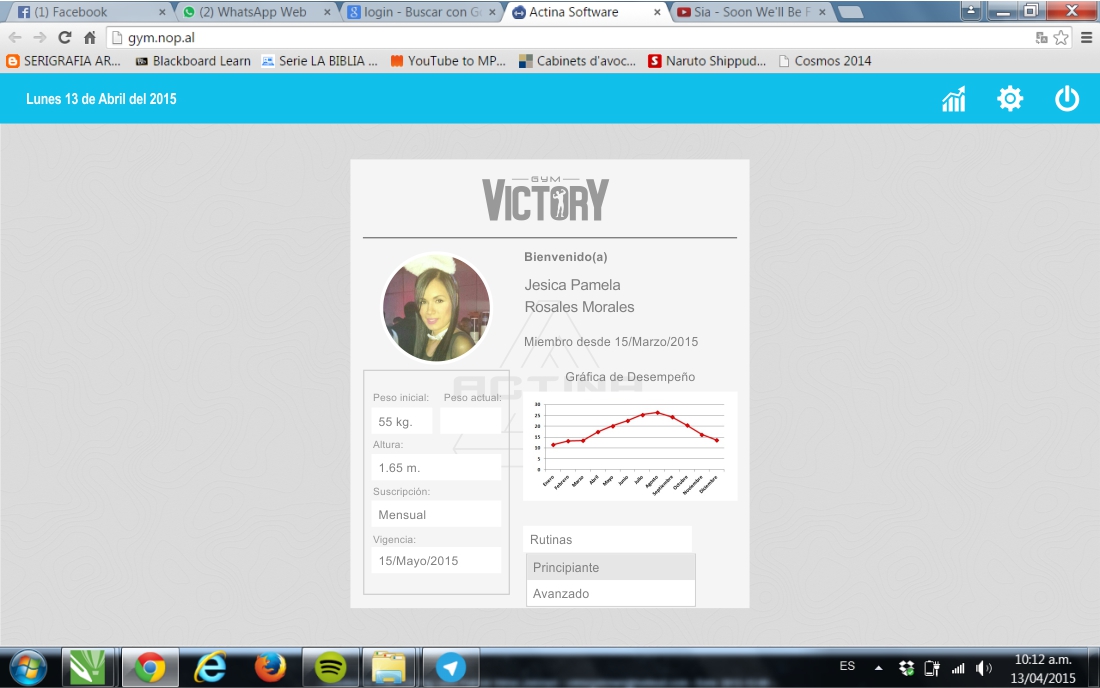 (1) Facebook
(2) WhatsApp Web
login - Buscar con Go
Actina Software
Sia - Soon We'll Be F
gym.nop.al
SERIGRAFIA AR...
Blackboard Learn
Serie LA BIBLIA ...
YouTube to MP...
Cabinets d'avoc...
Naruto Shippud...
Cosmos 2014
Lunes 13 de Abril del 2015
GYM
VICTORY
Bienvenido(a)
Jesica Pamela
Rosales Morales
Miembro desde 15/Marzo/2015
ACTINA
Peso inicial: Peso actual:
55 kg.
Altura:
1.65 m.
Suscripción:
Mensual
Vigencia:
15/Mayo/2015
Gráfica de Desempeño
30
25
20
15
10
5
0
Enero
Febrero
Marzo
Abril
Mayo
Junio
Julio
Agosto
Septiembre
Octubre
Noviembre
Diciembre
Rutinas
Principiante
Avanzado
ES
10:12 a.m.
13/04/2015